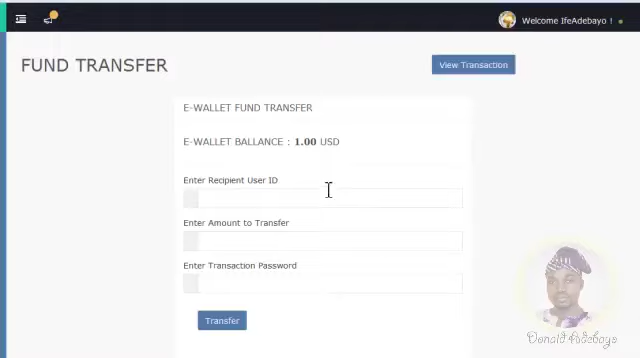 Welcome IfeAdebayo !
FUND TRANSFER
View Transaction
E-WALLET FUND TRANSFER
E-WALLET BALLANCE : 1.00 USD
Enter Recipient User ID
Enter Amount to Transfer
Enter Transaction Password
Transfer
Donald Adebayo